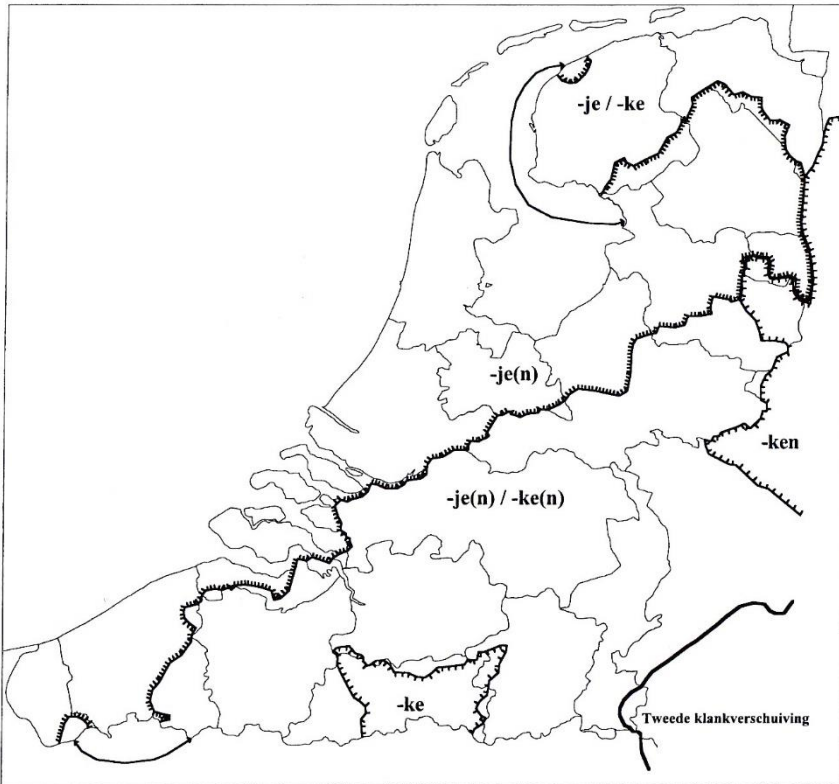 -je / -ke
-je(n)
-ken
-je(n) / -ke(n)
-ke
Tweede klankverschuiving